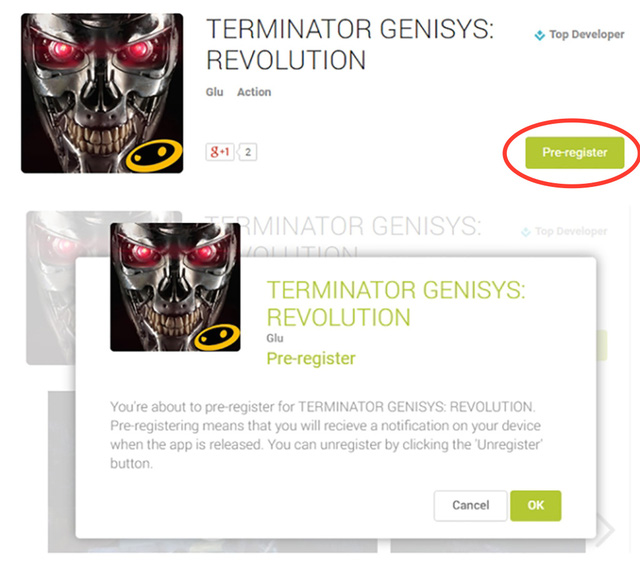 TERMINATOR GENISYS:
REVOLUTION
Top Developer
Glu Action
g+1 2
Pre-register
TERMINATOR GENISYS:
REVOLUTION
Top Developer
TERMINATOR GENISYS:
REVOLUTION
Glu
Pre-register
You're about to pre-register for TERMINATOR GENISYS: REVOLUTION.
Pre-registering means that you will recieve a notification on your device
when the app is released. You can unregister by clicking the 'Unregister'
button.
Cancel OK